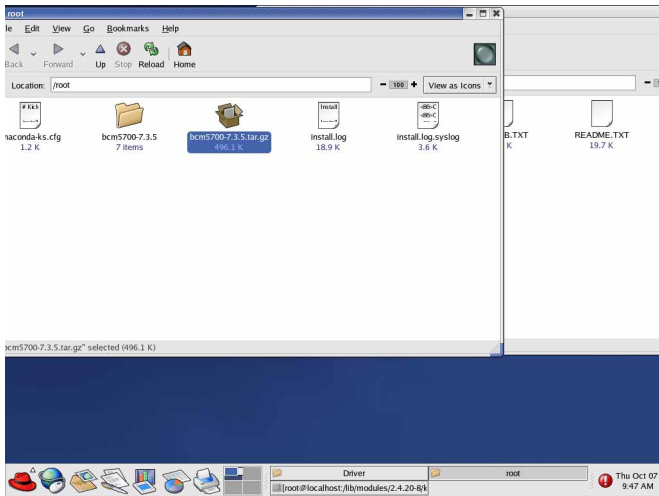 root
le Edit View Go Bookmarks Help
Back Forward Up Stop Reload Home
Location: /root
100 View as Icons
# Kick
Install
naconda-ks.cfg
1.2 K
bcm5700-7.3.5
7 items
bcm5700-7.3.5.tar.gz
496.1 K
install.log
18.9 K
install.log.syslog
3.6 K
B.TXT
K
README.TXT
19.7 K
bcm5700-7.3.5.tar.gz" selected (496.1 K)
Driver
root
[root@localhost:/lib/modules/2.4.20-8/k
Thu Oct 07
9:47 AM